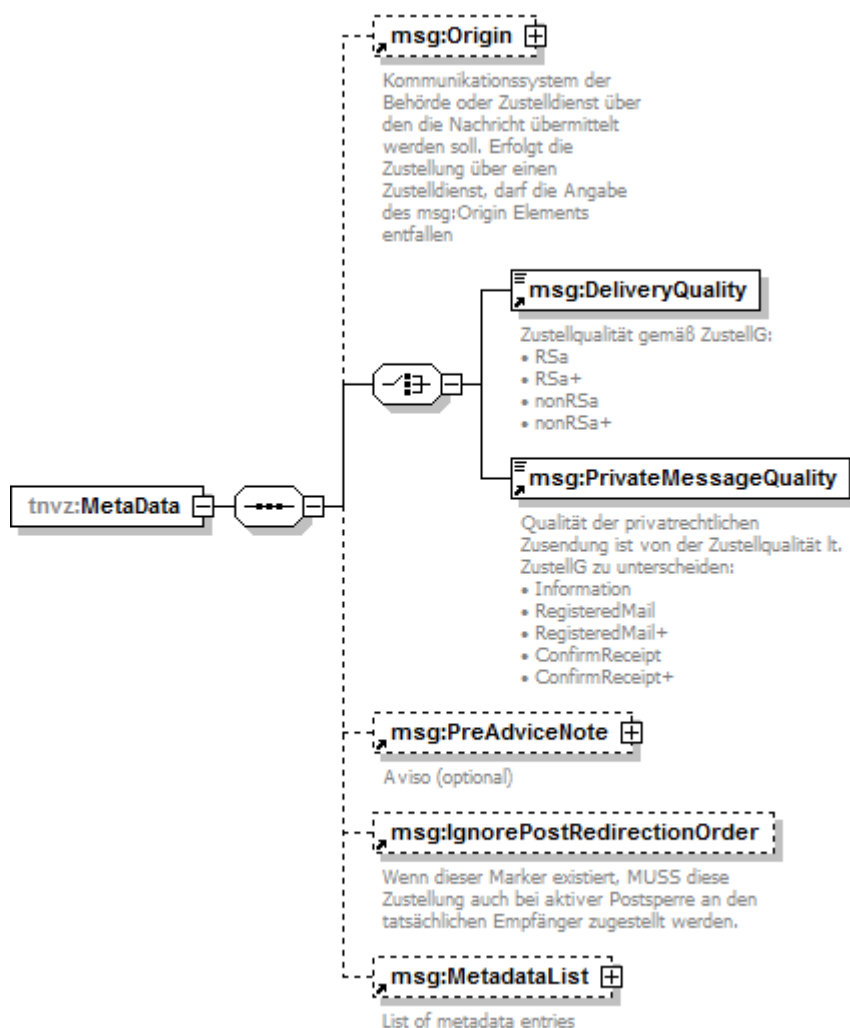 msg:Origin
Kommunikationssystem der
Behörde oder Zustelldienst über
den die Nachricht übermittelt
werden soll. Erfolgt die
Zustellung über einen
Zustelldienst, darf die Angabe
des msg:Origin Elements
entfallen
msg:DeliveryQuality
Zustellqualität gemäß ZustellG:
• RSa
• RSa+
• nonRSa
• nonRSa+
tnvz:MetaData
msg:PrivateMessageQuality
Qualität der privatrechtlichen
Zusendung ist von der Zustellqualität lt.
ZustellG zu unterscheiden:
• Information
• RegisteredMail
• RegisteredMail+
• ConfirmReceipt
• ConfirmReceipt+
msg:PreAdviceNote
Aviso (optional)
msg:IgnorePostRedirectionOrder
Wenn dieser Marker existiert, MUSS diese
Zustellung auch bei aktiver Postsperre an den
tatsächlichen Empfänger zugestellt werden.
msg:MetadataList
List of metadata entries